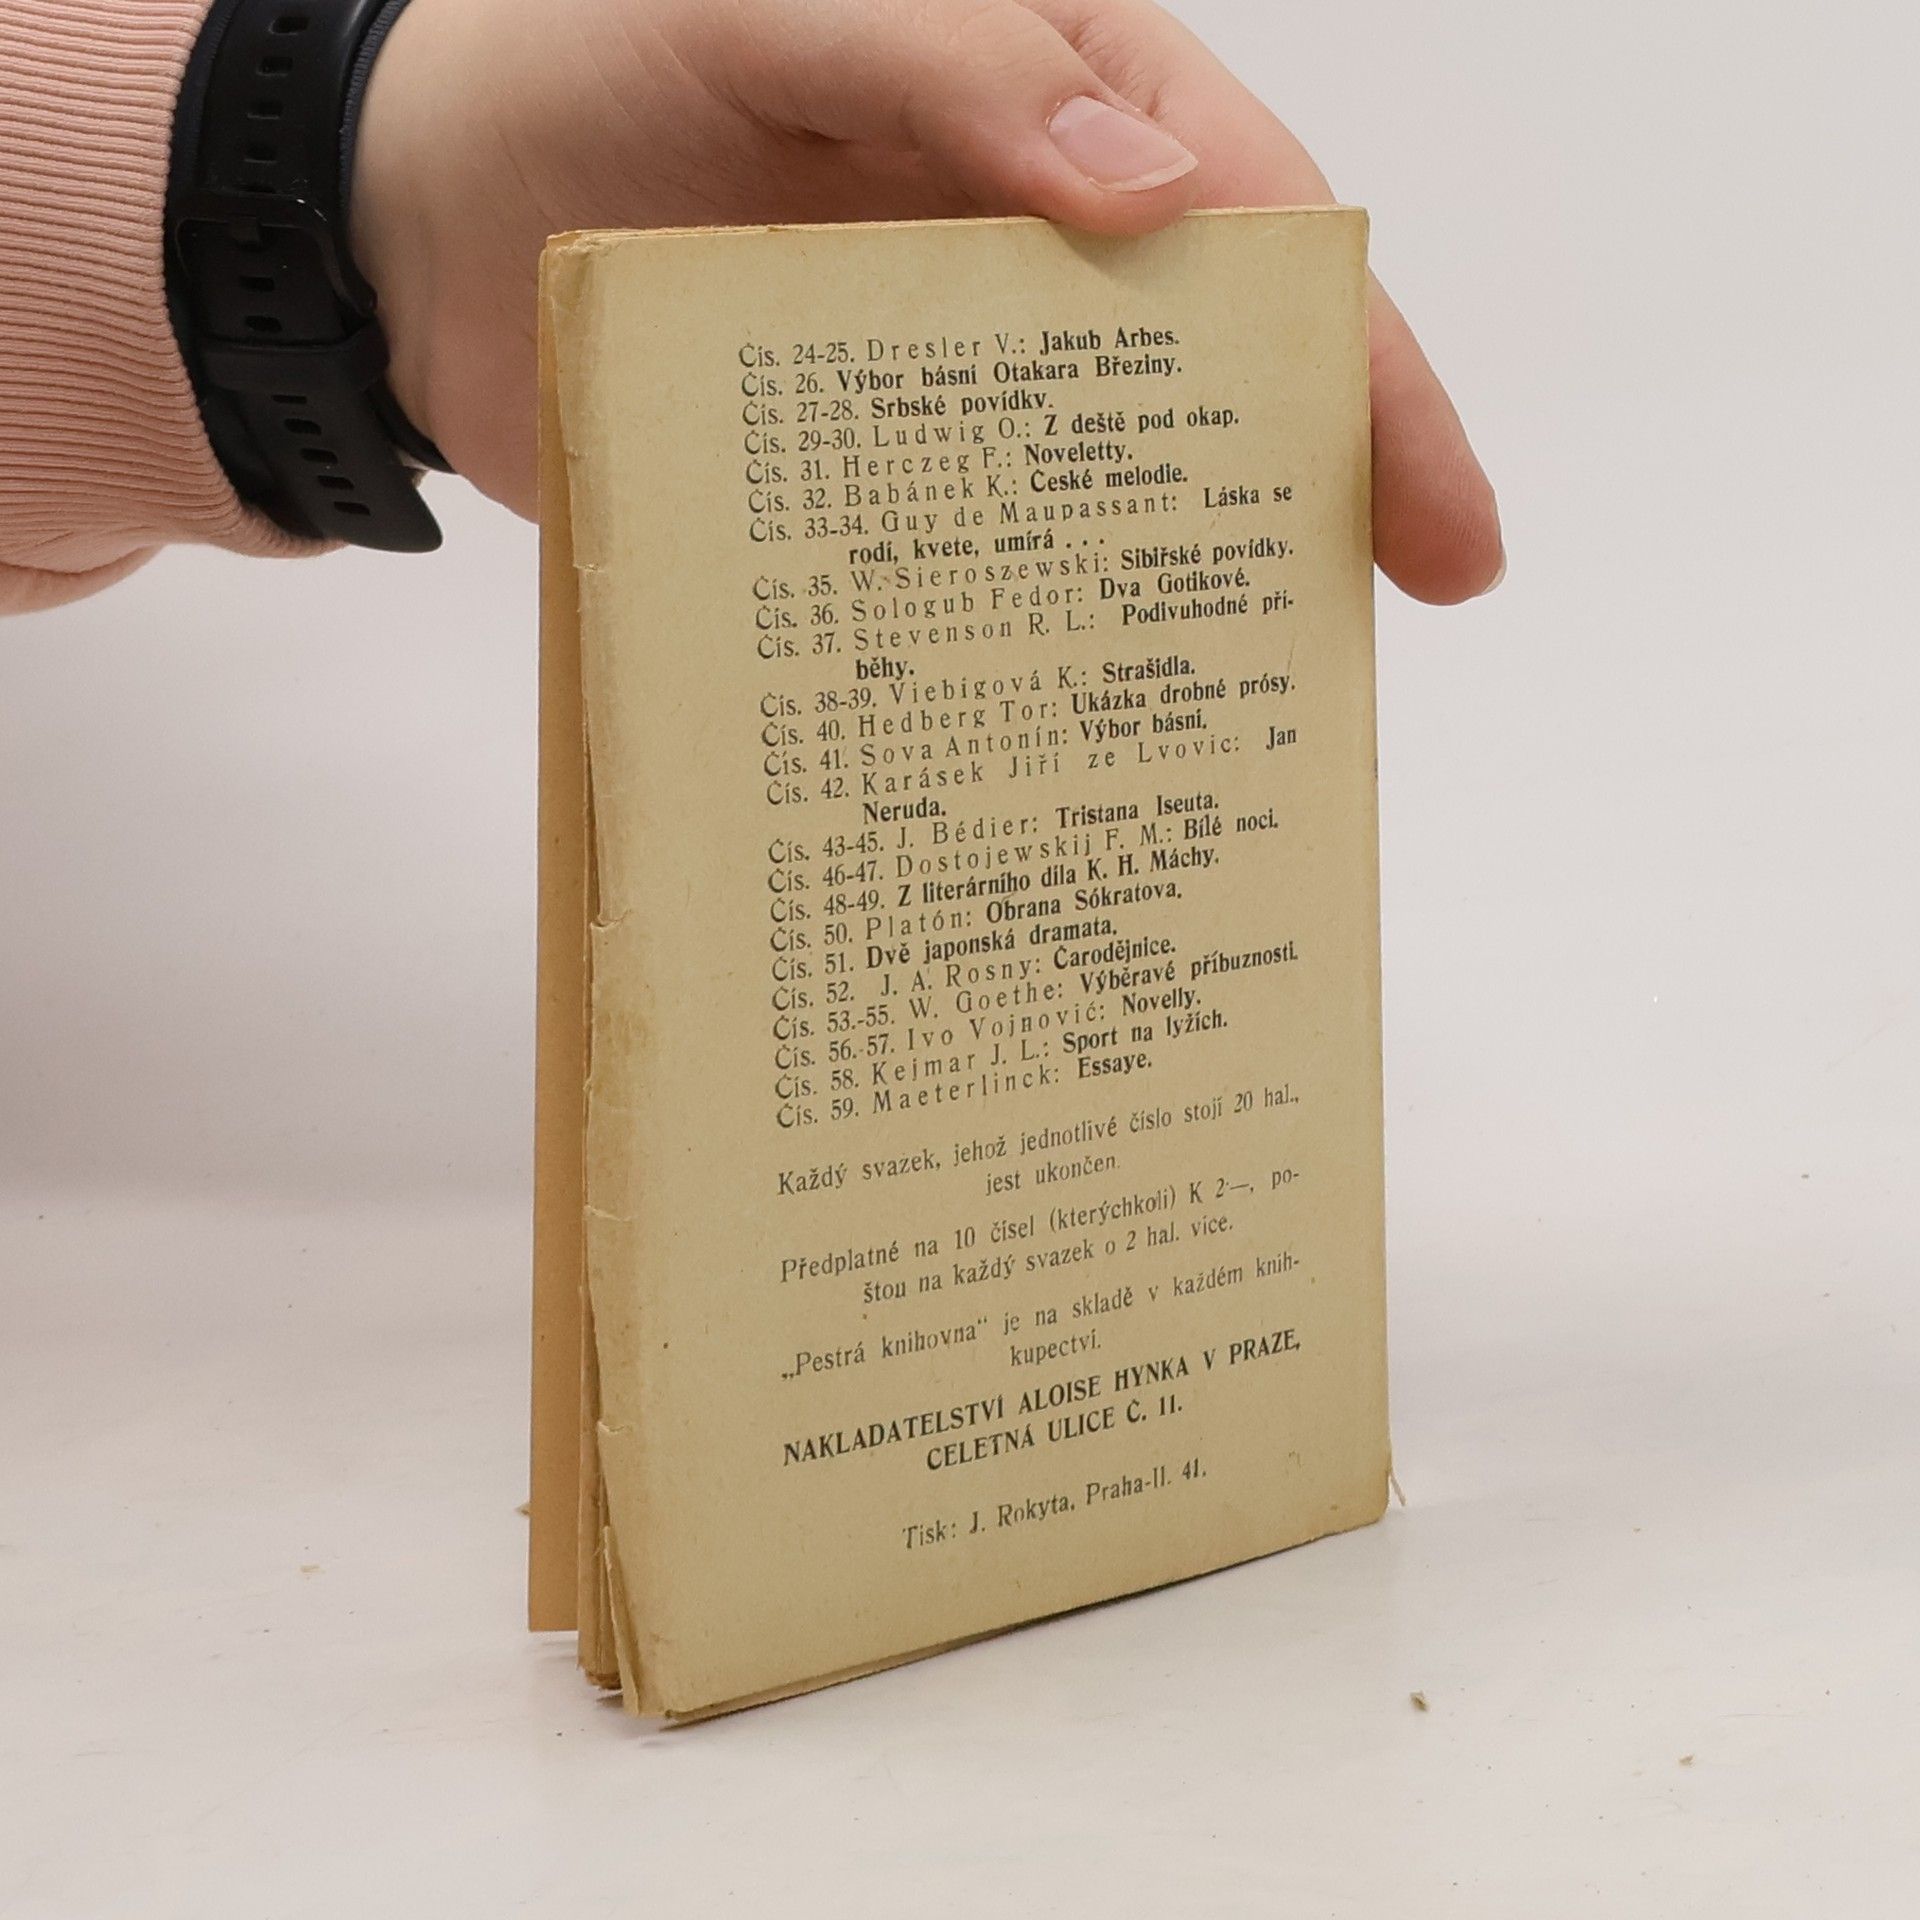 Čís. 24-25. Dresler V.: Jakub Arbes.
Čís. 26. Výbor básní Otakara Březiny.
Čís. 27-28. Srbské povídky.
Čís. 29-30. Ludwig O.: Z deště pod okap.
Čís. 31. Herczeg F.: Noveletty.
Čís. 32. Babánek K.: České melodie.
Čís. 33-34. Guy de Maupassant: Láska se
rodí, kvete, umírá . . .
Čís. 35. W. Sieroszewski: Sibiřské povídky.
Čís. 36. Sologub Fedor: Dva Gotikové.
Čís. 37. Stevenson R. L.: Podivuhodné pří-
běhy.
Čís. 38-39. Viebigová K.: Strašidla.
Čís. 40. Hedberg Tor: Ukázka drobné prósy.
Čís. 41. Sova Antonín: Výbor básní.
Čís. 42. Karásek Jiří ze Lvovic: Jan
Neruda.
Čís. 43-45. J. Bédier: Tristana Iseuta.
Čís. 46-47. Dostojewskij F. M.: Bílé noci.
Čís. 48-49. Z literárního díla K. H. Máchy.
Čís. 50. Platón: Obrana Sókratova.
Čís. 51. Dvě japonská dramata.
Čís. 52. J. A. Rosny: Čarodějnice.
Čís. 53.-55. W. Goethe: Výběravé příbuznosti.
Čís. 56.-57. Ivo Vojnović: Novelly.
Čís. 58. Kejmar J. L.: Sport na lyžích.
Čís. 59. Maeterlinck: Essaye.
Každý svazek, jehož jednotlivé číslo stojí 20 hal.,
jest ukončen.
Předplatné na 10 čísel (kterýchkoli) K 2·—, po-
štou na každý svazek o 2 hal. více.
„Pestrá knihovna“ je na skladě v každém knih-
kupectví.
NAKLADATELSTVÍ ALOISE HYNKA V PRAZE,
CELETNÁ ULICE Č. 11.
Tisk: J. Rokyta, Praha-II. 41.